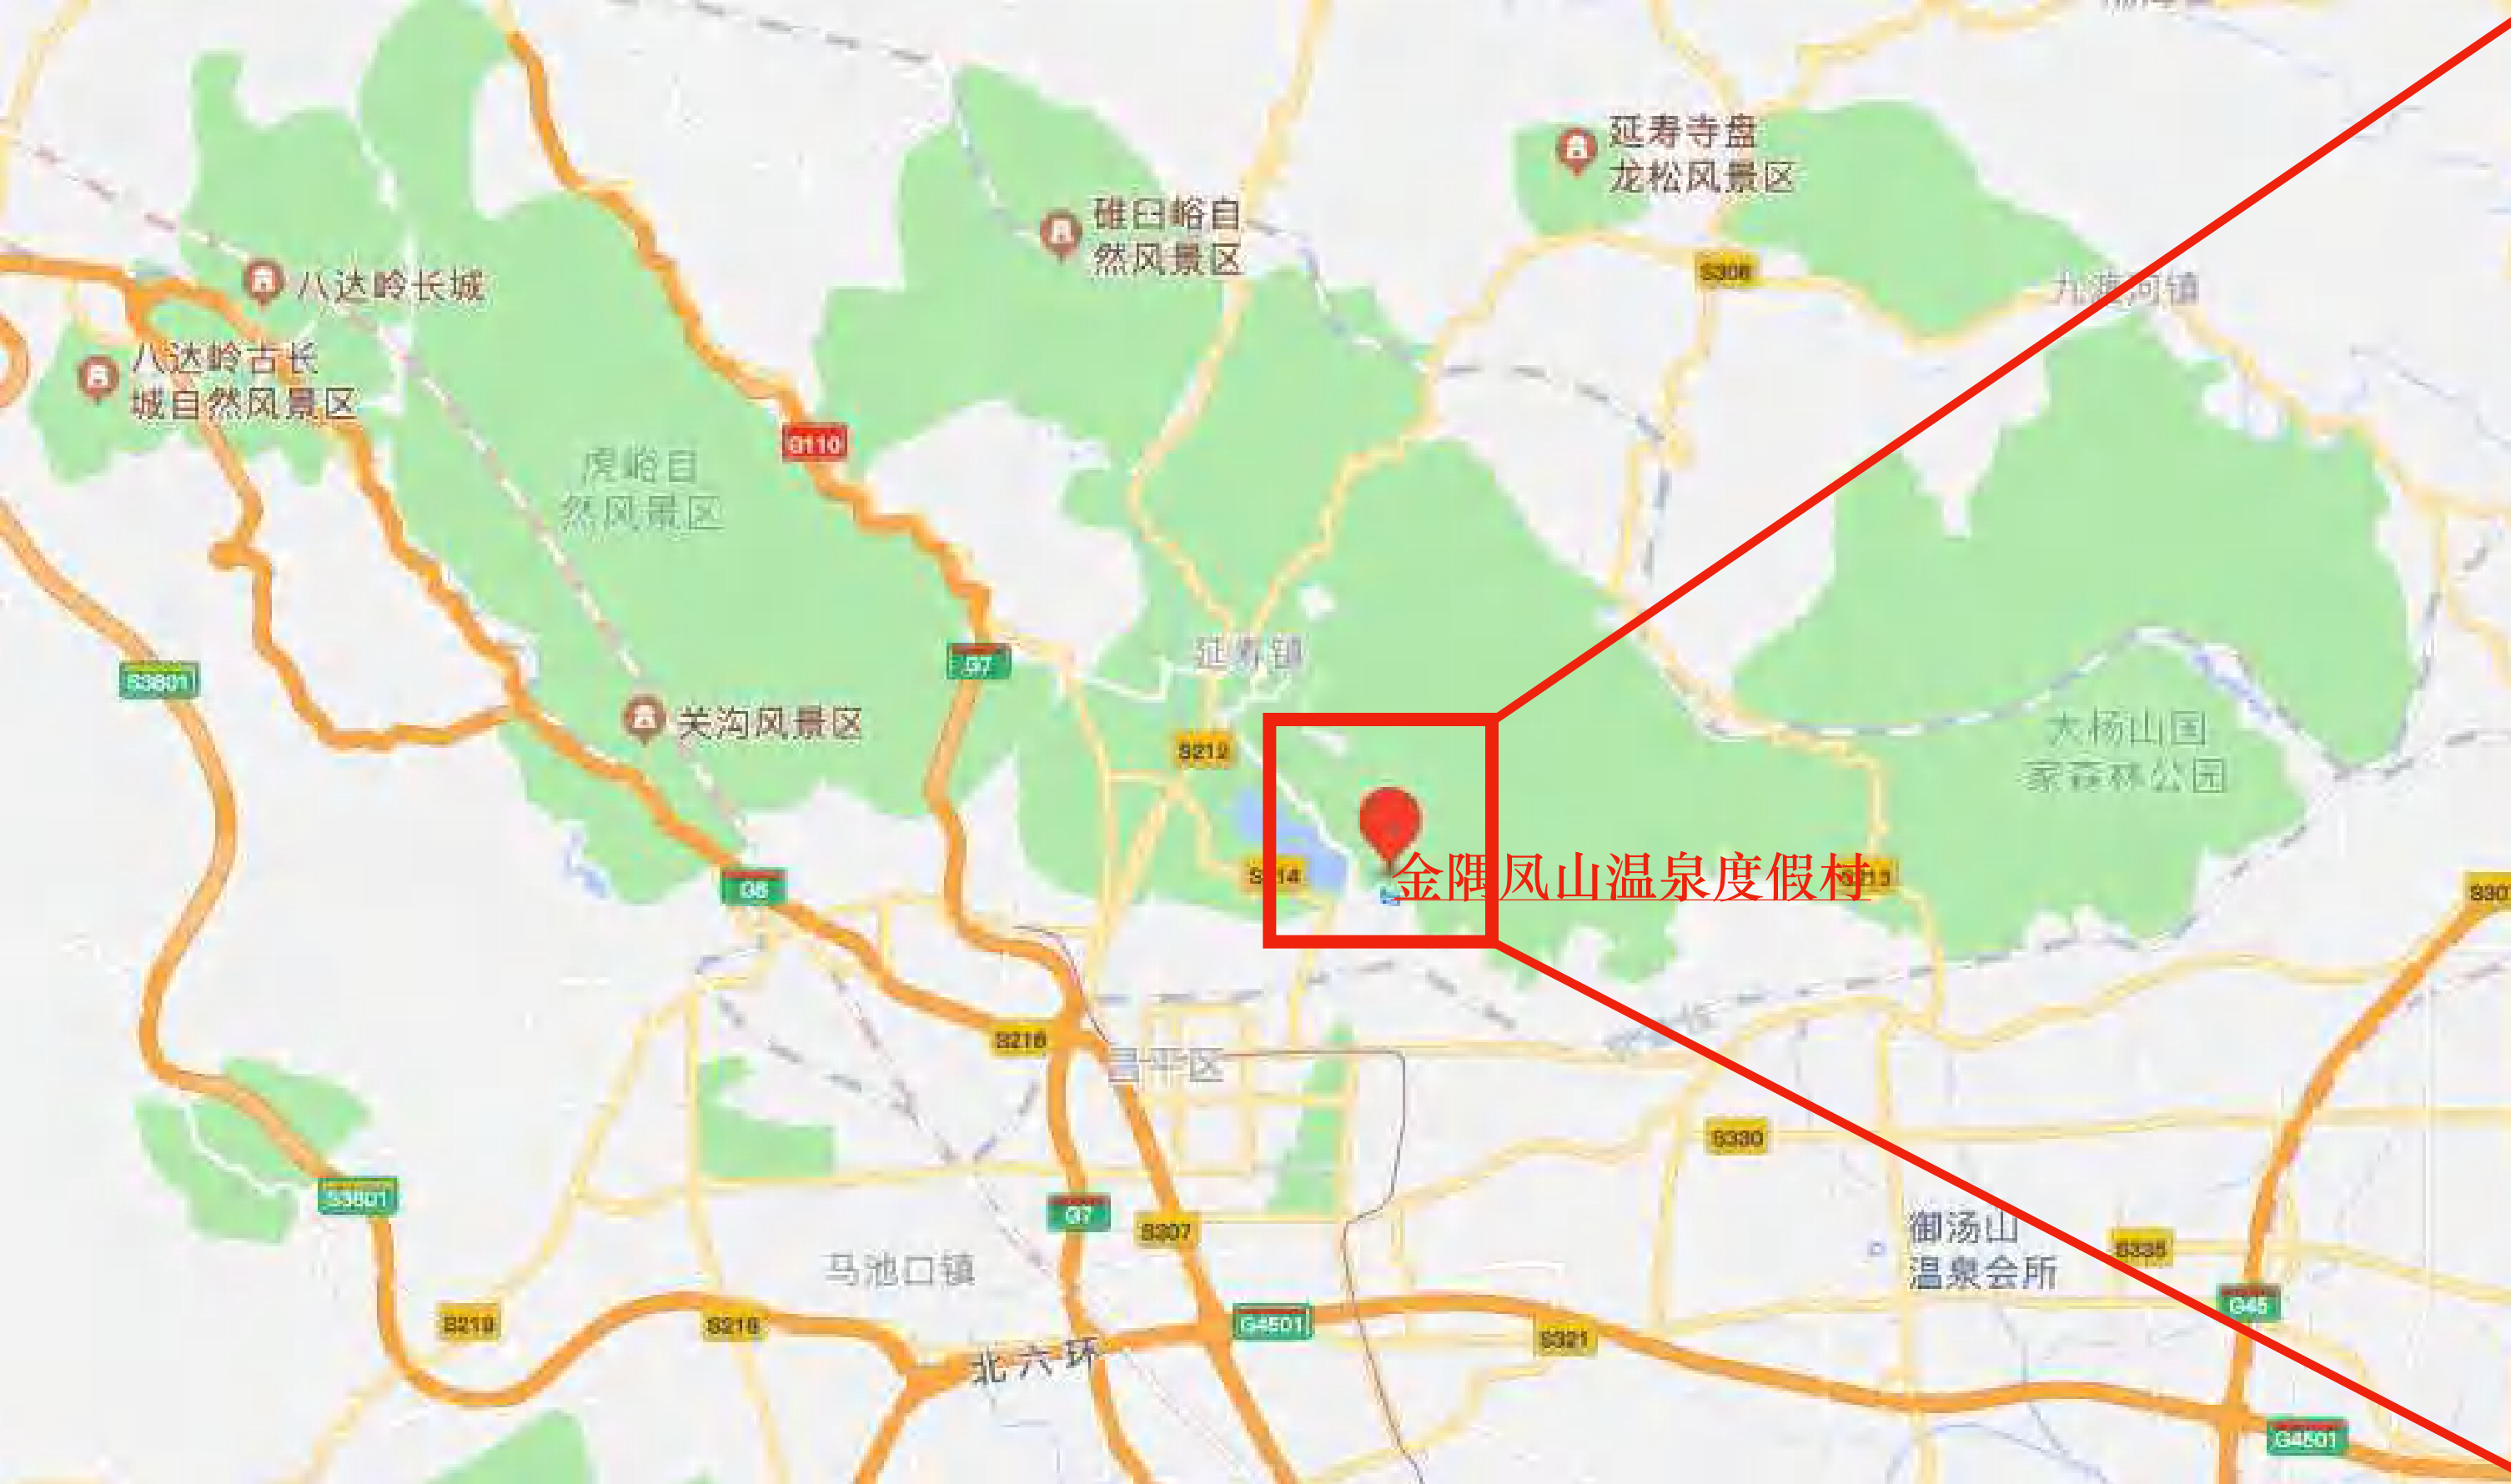 延寿寺盘
龙松风景区
碓臼峪自
然风景区
S308
九渡河镇
八达岭长城
八达岭古长
城自然风景区
G110
虎峪自
然风景区
延寿镇
G7
S3801
关沟风景区
S212
大杨山国
家森林公园
金隅凤山温泉度假村
S214
S213
G6
S307
S216
昌平区
S330
S3801
G7
S307
御汤山
温泉会所
S335
马池口镇
G45
S219
S216
G4501
S321
北六环
G4501